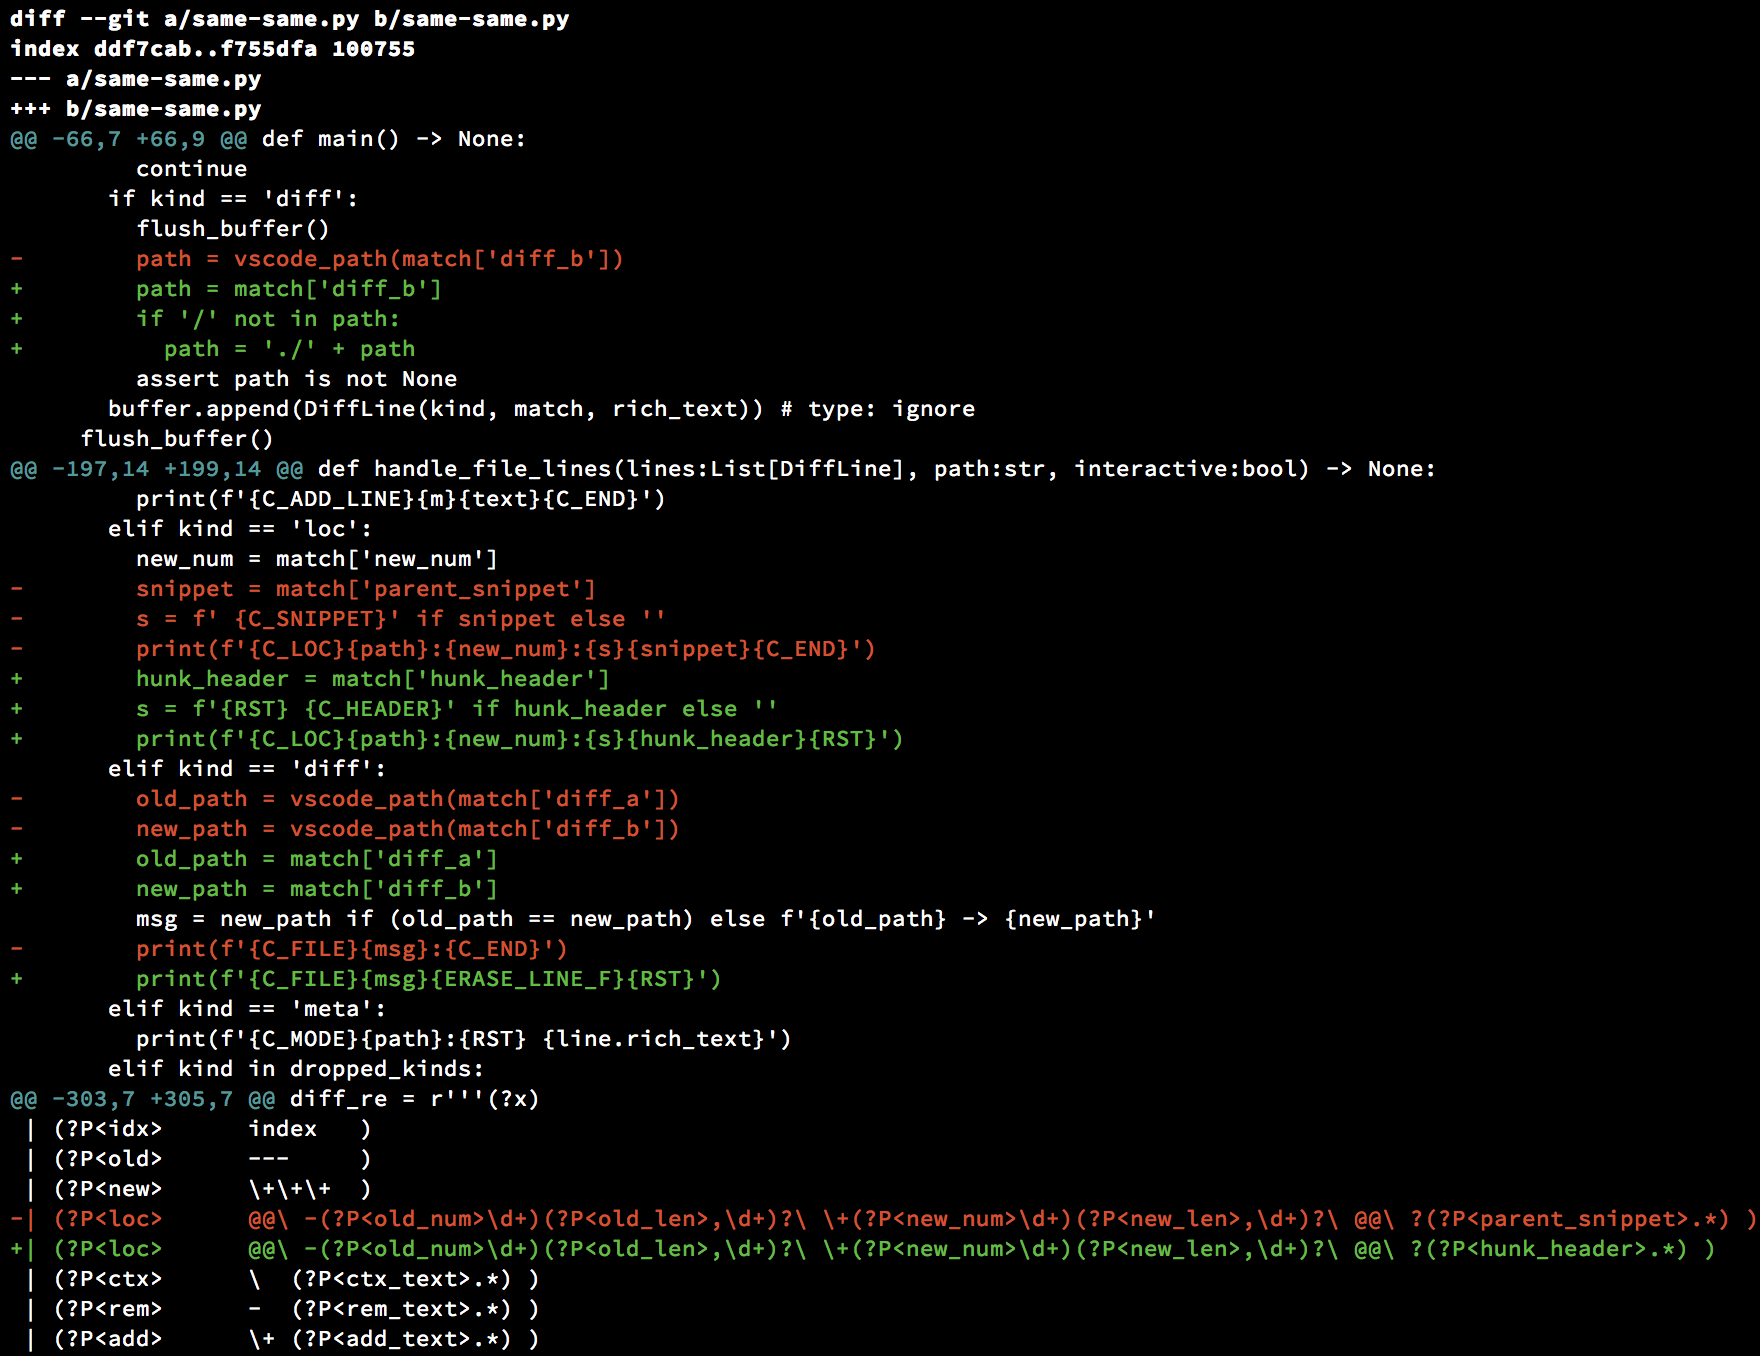 diff --git a/same-same.py b/same-same.py
index ddf7cab..f755dfa 100755
--- a/same-same.py
+++ b/same-same.py
@@ -66,7 +66,9 @@ def main() -> None:
         continue
       if kind == 'diff':
         flush_buffer()
-        path = vscode_path(match['diff_b'])
+        path = match['diff_b']
+        if '/' not in path:
+          path = './' + path
         assert path is not None
       buffer.append(DiffLine(kind, match, rich_text)) # type: ignore
     flush_buffer()
@@ -197,14 +199,14 @@ def handle_file_lines(lines:List[DiffLine], path:str, interactive:bool) -> None:
         print(f'{C_ADD_LINE}{m}{text}{C_END}')
       elif kind == 'loc':
         new_num = match['new_num']
-        snippet = match['parent_snippet']
-        s = f' {C_SNIPPET}' if snippet else ''
-        print(f'{C_LOC}{path}:{new_num}:{s}{snippet}{C_END}')
+        hunk_header = match['hunk_header']
+        s = f'{RST} {C_HEADER}' if hunk_header else ''
+        print(f'{C_LOC}{path}:{new_num}:{s}{hunk_header}{RST}')
       elif kind == 'diff':
-        old_path = vscode_path(match['diff_a'])
-        new_path = vscode_path(match['diff_b'])
+        old_path = match['diff_a']
+        new_path = match['diff_b']
         msg = new_path if (old_path == new_path) else f'{old_path} -> {new_path}'
-        print(f'{C_FILE}{msg}:{C_END}')
+        print(f'{C_FILE}{msg}{ERASE_LINE_F}{RST}')
       elif kind == 'meta':
         print(f'{C_MODE}{path}:{RST} {line.rich_text}')
       elif kind in dropped_kinds:
@@ -303,7 +305,7 @@ diff_re = r'''(?x)
 | (?P<idx>      index   )
 | (?P<old>      ---     )
 | (?P<new>      \+\+\+  )
-| (?P<loc>      @@\ -(?P<old_num>\d+)(?P<old_len>,\d+)?\ \+(?P<new_num>\d+)(?P<new_len>,\d+)?\ @@\ ?(?P<parent_snippet>.*) )
+| (?P<loc>      @@\ -(?P<old_num>\d+)(?P<old_len>,\d+)?\ \+(?P<new_num>\d+)(?P<new_len>,\d+)?\ @@\ ?(?P<hunk_header>.*) )
 | (?P<ctx>      \  (?P<ctx_text>.*) )
 | (?P<rem>      -  (?P<rem_text>.*) )
 | (?P<add>      \+ (?P<add_text>.*) )